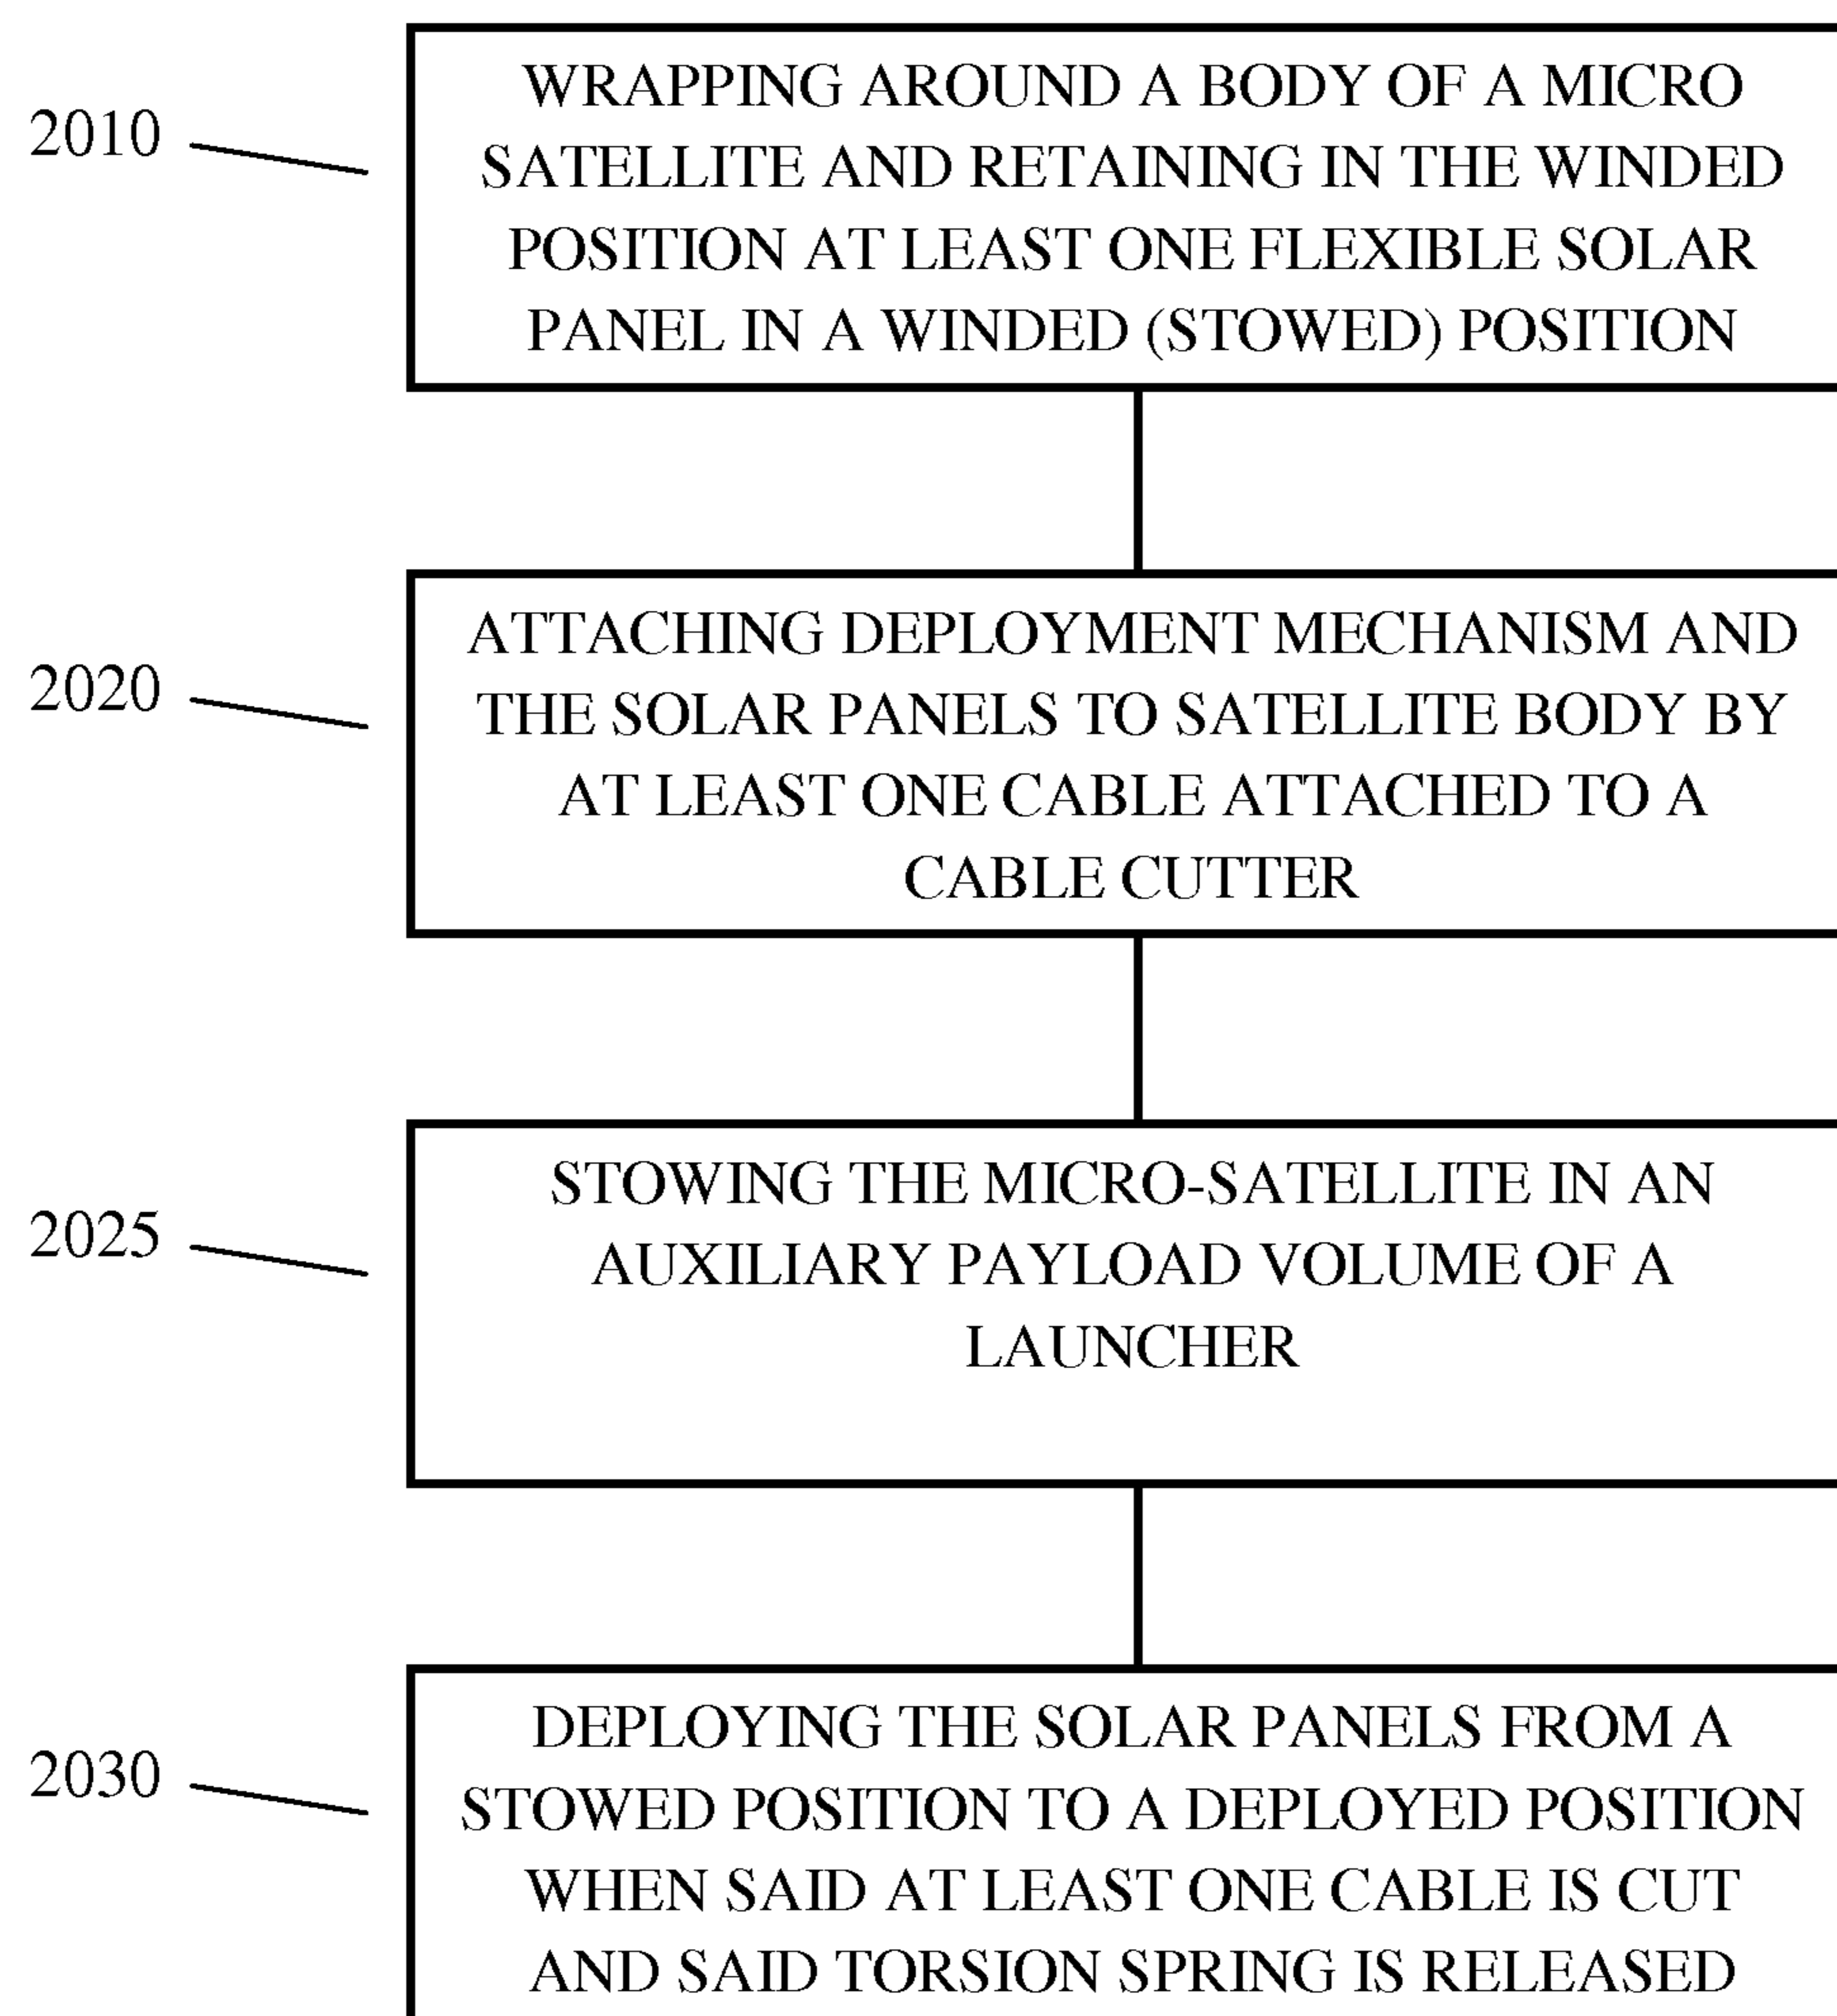 2010
WRAPPING AROUND A BODY OF A MICRO
SATELLITE AND RETAINING IN THE WINDED
POSITION AT LEAST ONE FLEXIBLE SOLAR
PANEL IN A WINDED (STOWED) POSITION
2020
ATTACHING DEPLOYMENT MECHANISM AND
THE SOLAR PANELS TO SATELLITE BODY BY
AT LEAST ONE CABLE ATTACHED TO A
CABLE CUTTER
2025
STOWING THE MICRO-SATELLITE IN AN
AUXILIARY PAYLOAD VOLUME OF A
LAUNCHER
2030
DEPLOYING THE SOLAR PANELS FROM A
STOWED POSITION TO A DEPLOYED POSITION
WHEN SAID AT LEAST ONE CABLE IS CUT
AND SAID TORSION SPRING IS RELEASED